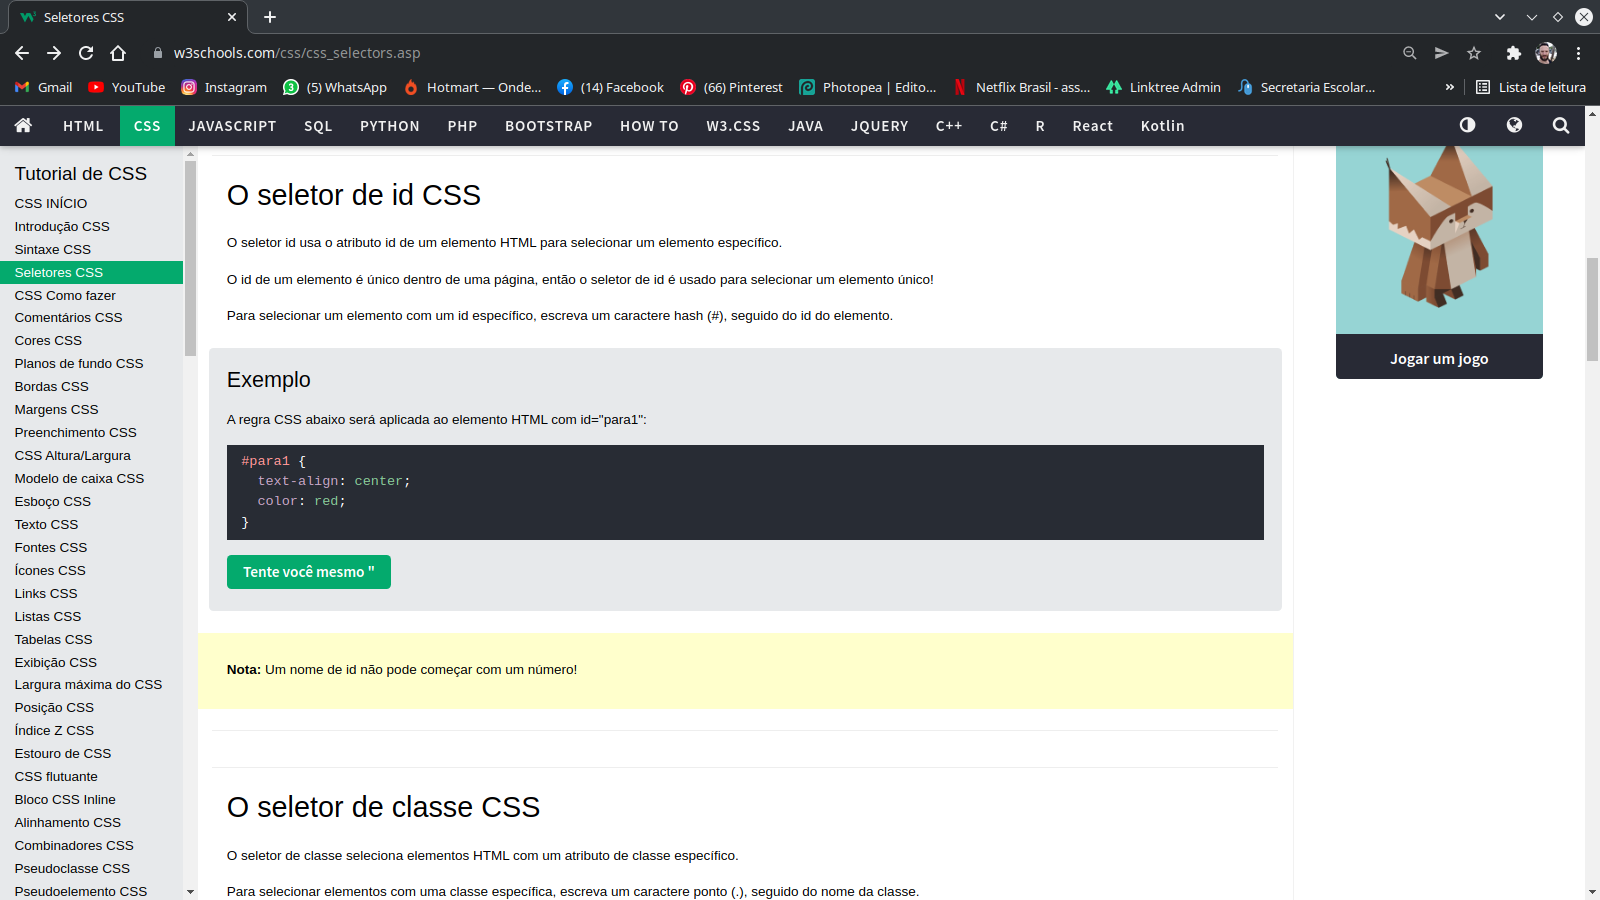 Seletores CSS
w3schools.com/css/css_selectors.asp
Gmail YouTube Instagram (5) WhatsApp Hotmart — Onde... (14) Facebook (66) Pinterest Photopea | Edito... Netflix Brasil - ass... Linktree Admin Secretaria Escolar... » Lista de leitura
HTML CSS JAVASCRIPT SQL PYTHON PHP BOOTSTRAP HOW TO W3.CSS JAVA JQUERY C++ C# R React Kotlin
Tutorial de CSS
CSS INÍCIO
Introdução CSS
Sintaxe CSS
Seletores CSS
CSS Como fazer
Comentários CSS
Cores CSS
Planos de fundo CSS
Bordas CSS
Margens CSS
Preenchimento CSS
CSS Altura/Largura
Modelo de caixa CSS
Esboço CSS
Texto CSS
Fontes CSS
Ícones CSS
Links CSS
Listas CSS
Tabelas CSS
Exibição CSS
Largura máxima do CSS
Posição CSS
Índice Z CSS
Estouro de CSS
CSS flutuante
Bloco CSS Inline
Alinhamento CSS
Combinadores CSS
Pseudoclasse CSS
Pseudoelemento CSS
O seletor de id CSS
O seletor id usa o atributo id de um elemento HTML para selecionar um elemento específico.
O id de um elemento é único dentro de uma página, então o seletor de id é usado para selecionar um elemento único!
Para selecionar um elemento com um id específico, escreva um caractere hash (#), seguido do id do elemento.
Exemplo
A regra CSS abaixo será aplicada ao elemento HTML com id="para1":
#para1 {
text-align: center;
color: red;
}
Tente você mesmo "
Nota: Um nome de id não pode começar com um número!
O seletor de classe CSS
O seletor de classe seleciona elementos HTML com um atributo de classe específico.
Para selecionar elementos com uma classe específica, escreva um caractere ponto (.), seguido do nome da classe.
Jogar um jogo